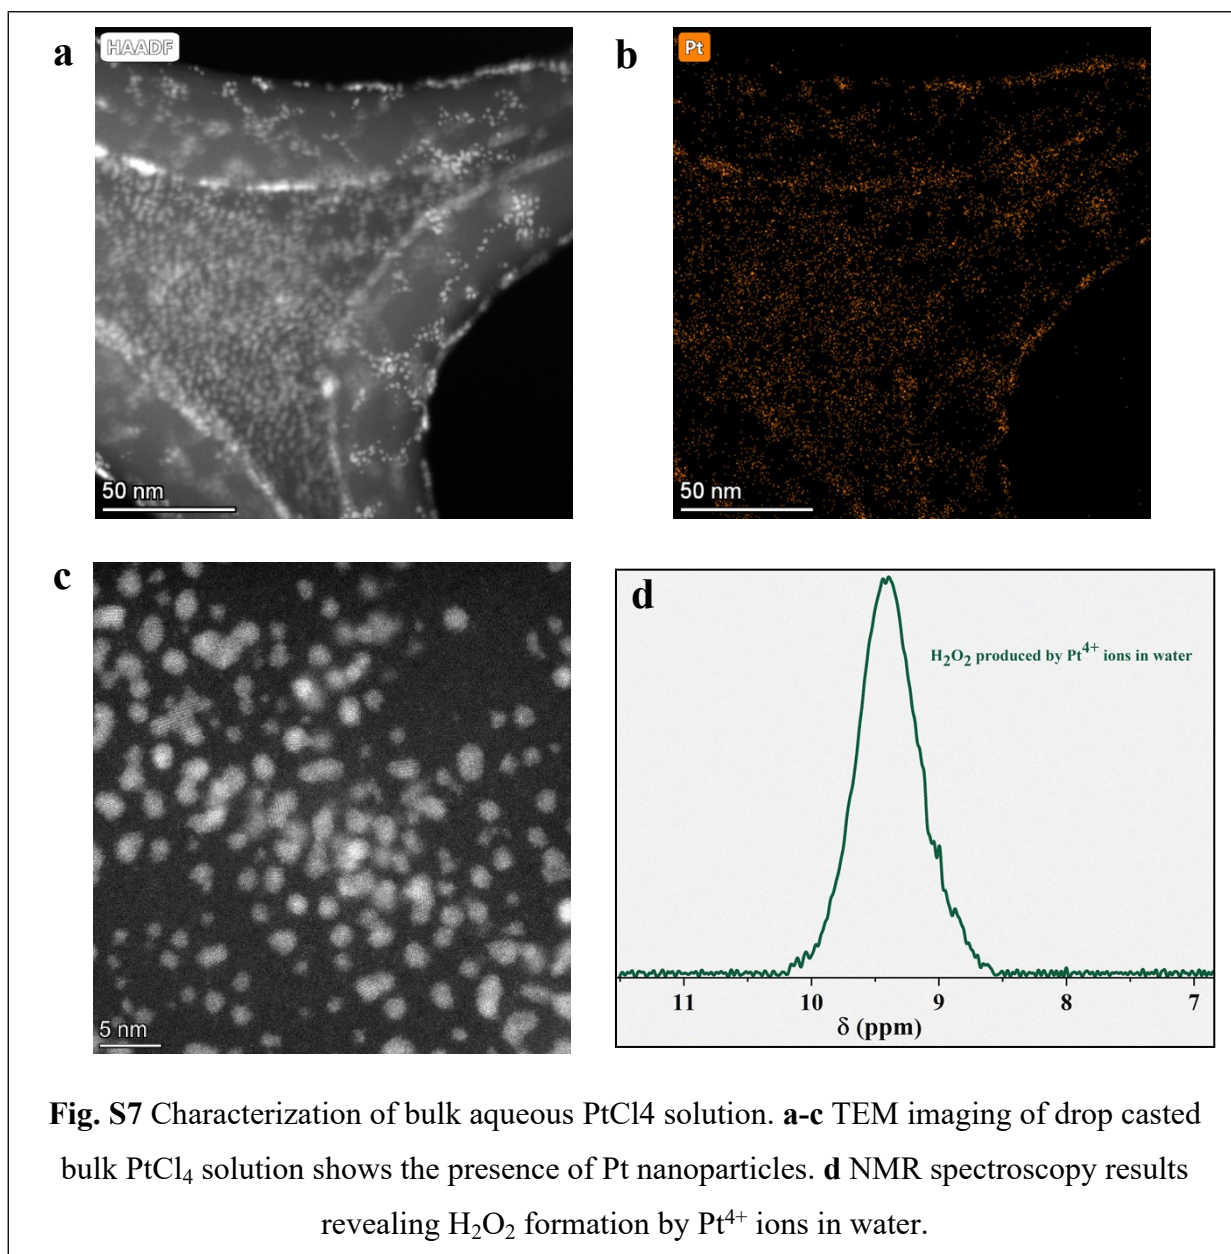 a
HAADF
50 nm
b
Pt
50 nm
c
5 nm
d
H₂O₂ produced by Pt⁴⁺ ions in water
11 10 9 8 7
δ (ppm)
Fig. S7 Characterization of bulk aqueous PtCl4 solution. a-c TEM imaging of drop casted
bulk PtCl₄ solution shows the presence of Pt nanoparticles. d NMR spectroscopy results
revealing H₂O₂ formation by Pt⁴⁺ ions in water.